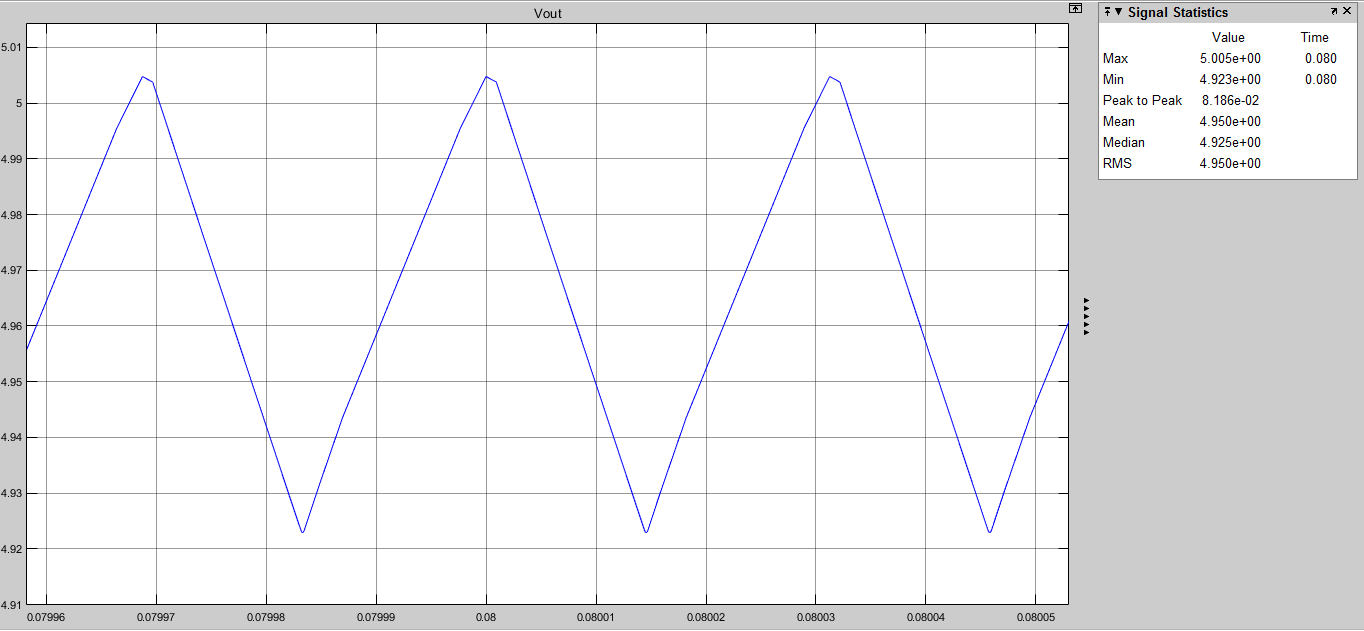 Vout
5.01
5
4.99
4.98
4.97
4.96
4.95
4.94
4.93
4.92
4.91
0.07996 0.07997 0.07998 0.07999 0.08 0.08001 0.08002 0.08003 0.08004 0.08005
Signal Statistics
Value Time
Max 5.005e+00 0.080
Min 4.923e+00 0.080
Peak to Peak 8.186e-02
Mean 4.950e+00
Median 4.925e+00
RMS 4.950e+00